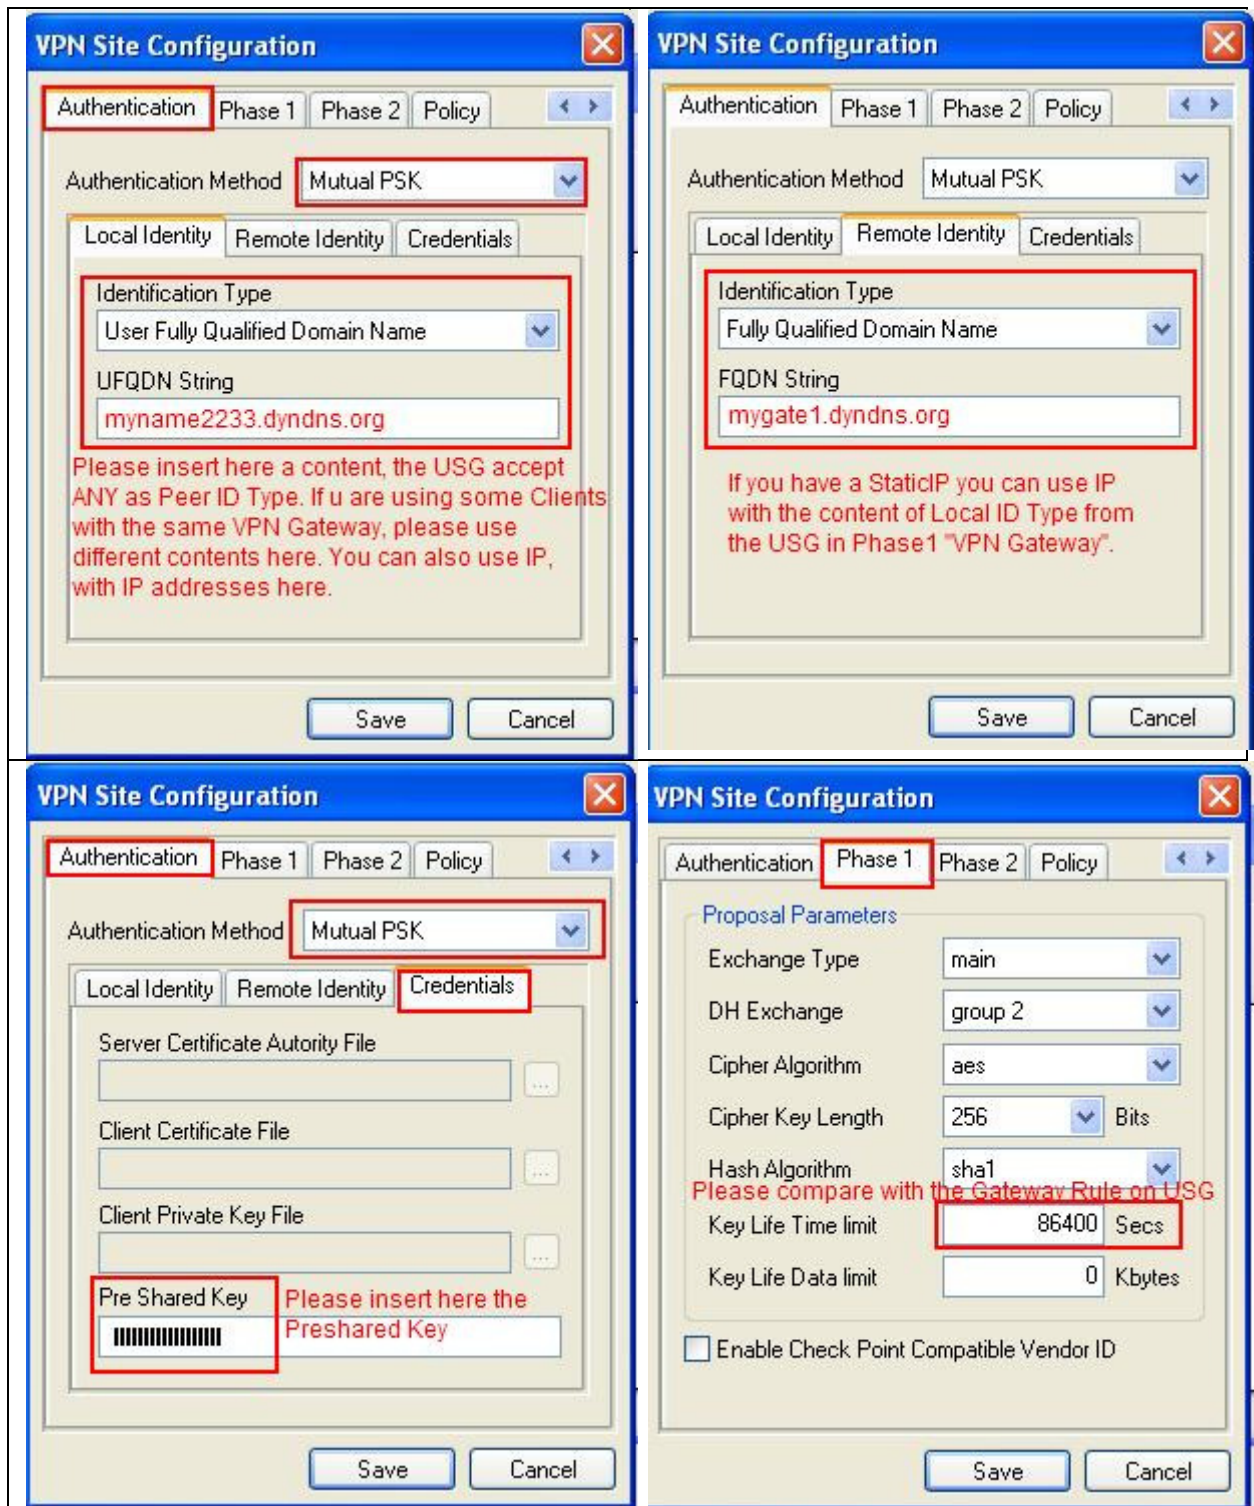 VPN Site Configuration
Authentication Phase 1 Phase 2 Policy
Authentication Method Mutual PSK
Local Identity Remote Identity Credentials
Identification Type
User Fully Qualified Domain Name
UFQDN String
myname2233.dyndns.org
Please insert here a content, the USG accept
ANY as Peer ID Type. If u are using some Clients
with the same VPN Gateway, please use
different contents here. You can also use IP,
with IP addresses here.
Save Cancel
VPN Site Configuration
Authentication Phase 1 Phase 2 Policy
Authentication Method Mutual PSK
Local Identity Remote Identity Credentials
Identification Type
Fully Qualified Domain Name
FQDN String
mygate1.dyndns.org
If you have a StaticIP you can use IP
with the content of Local ID Type from
the USG in Phase1 "VPN Gateway".
Save Cancel
VPN Site Configuration
Authentication Phase 1 Phase 2 Policy
Authentication Method Mutual PSK
Local Identity Remote Identity Credentials
Server Certificate Autority File
...
Client Certificate File
...
Client Private Key File
...
Pre Shared Key
Please insert here the
Preshared Key
Save Cancel
VPN Site Configuration
Authentication Phase 1 Phase 2 Policy
Proposal Parameters
Exchange Type main
DH Exchange group 2
Cipher Algorithm aes
Cipher Key Length 256 Bits
Hash Algorithm sha1
Please compare with the Gateway Rule on USG
Key Life Time limit 86400 Secs
Key Life Data limit 0 Kbytes
Enable Check Point Compatible Vendor ID
Save Cancel